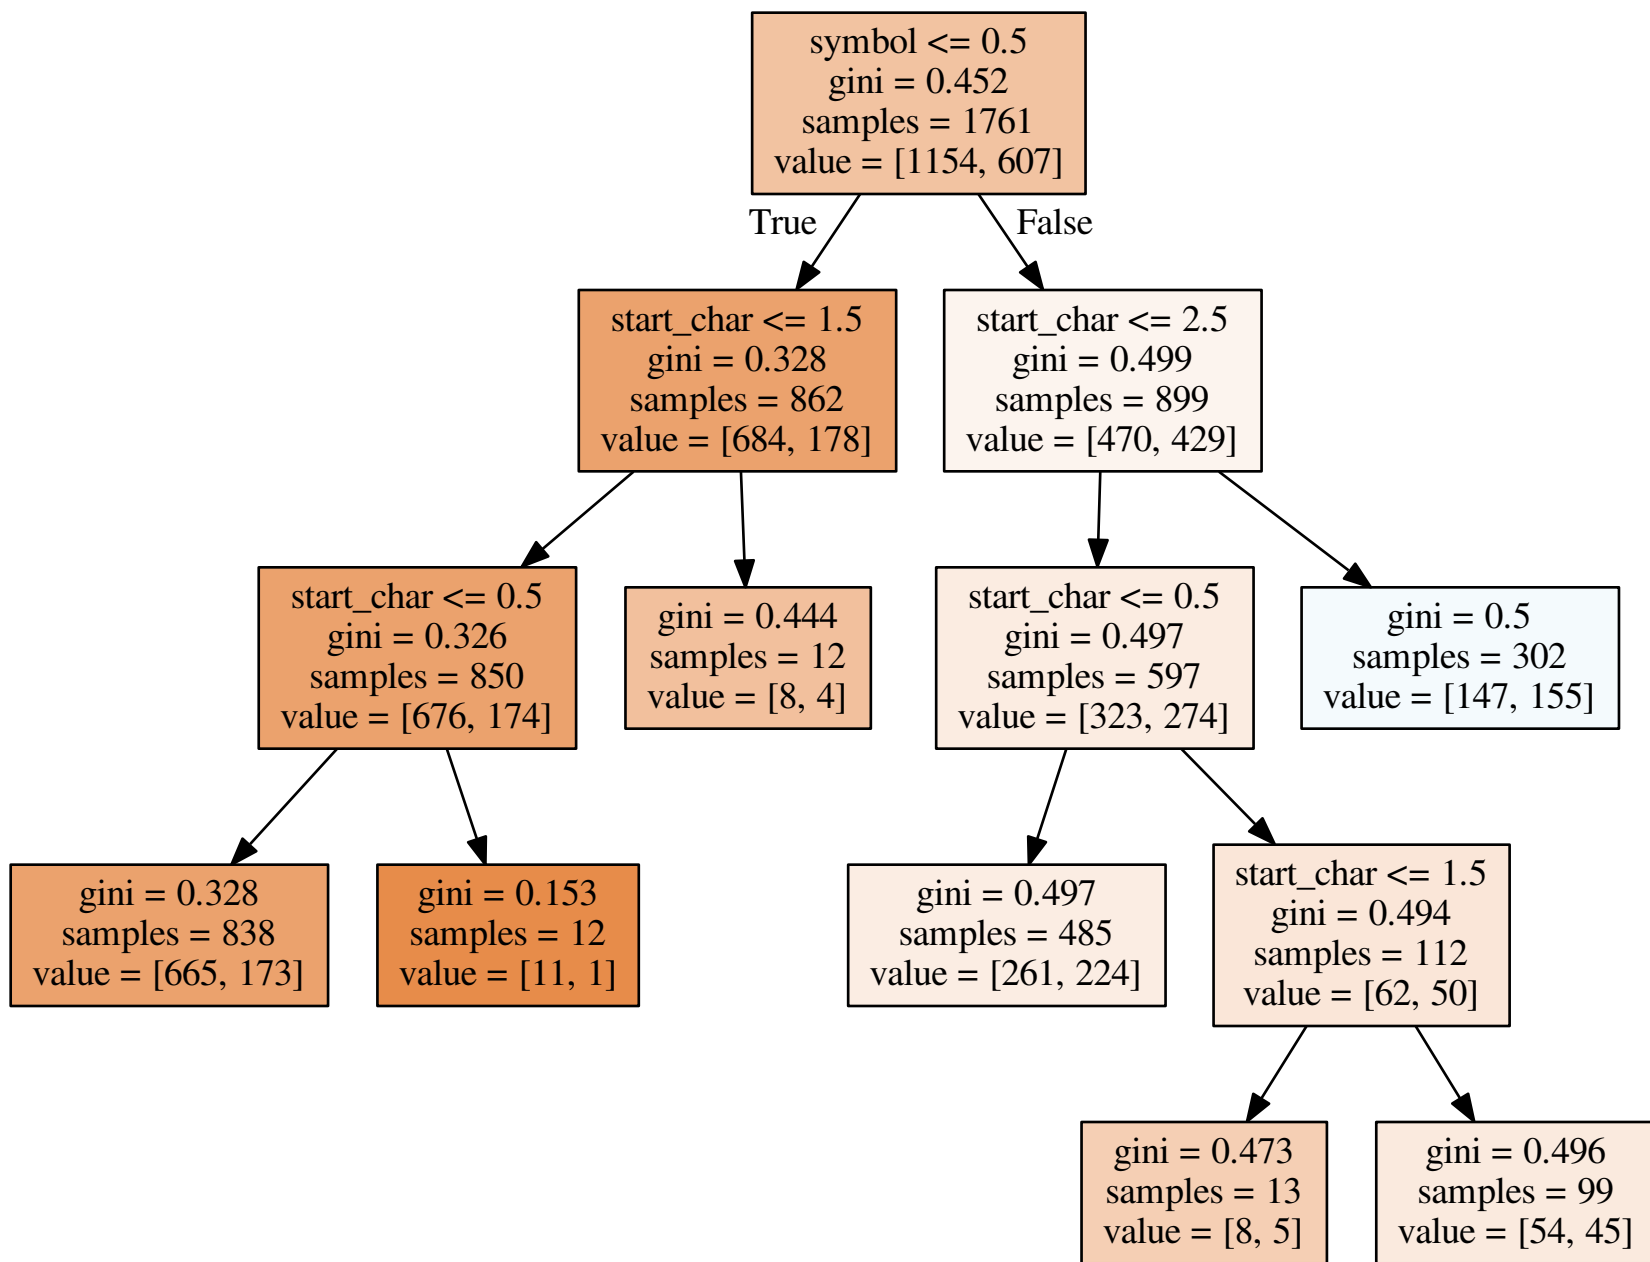 symbol <= 0.5
gini = 0.452
samples = 1761
value = [1154, 607]
True
False
start_char <= 1.5
gini = 0.328
samples = 862
value = [684, 178]
start_char <= 2.5
gini = 0.499
samples = 899
value = [470, 429]
start_char <= 0.5
gini = 0.326
samples = 850
value = [676, 174]
gini = 0.444
samples = 12
value = [8, 4]
start_char <= 0.5
gini = 0.497
samples = 597
value = [323, 274]
gini = 0.5
samples = 302
value = [147, 155]
gini = 0.328
samples = 838
value = [665, 173]
gini = 0.153
samples = 12
value = [11, 1]
gini = 0.497
samples = 485
value = [261, 224]
start_char <= 1.5
gini = 0.494
samples = 112
value = [62, 50]
gini = 0.473
samples = 13
value = [8, 5]
gini = 0.496
samples = 99
value = [54, 45]